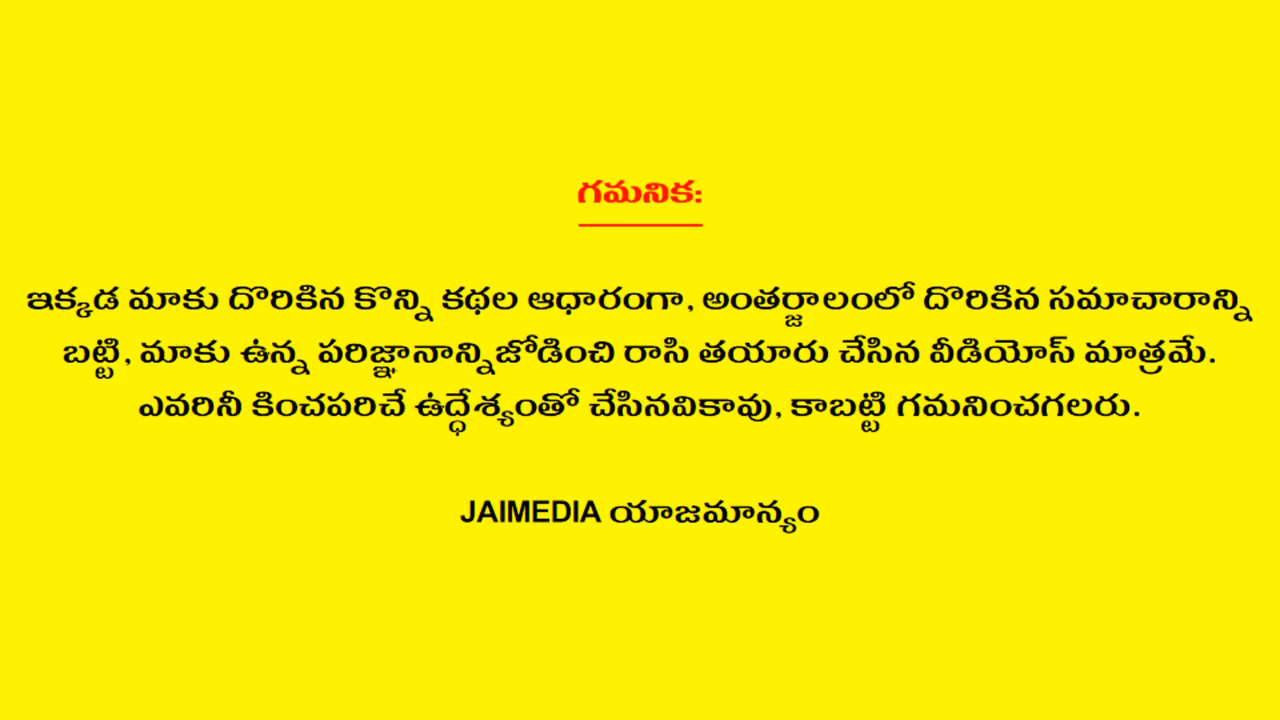 గమనిక:
ఇక్కడ మాకు దొరికిన కొన్ని కథల ఆధారంగా, అంతర్జాలంలో దొరికిన సమాచారాన్ని
బట్టి, మాకు ఉన్న పరిజ్ఞానాన్నిజోడించి రాసి తయారు చేసిన వీడియోస్ మాత్రమే.
ఎవరినీ కించపరిచే ఉద్ధేశ్యంతో చేసినవికావు, కాబట్టి గమనించగలరు.
JAIMEDIA యాజమాన్యం